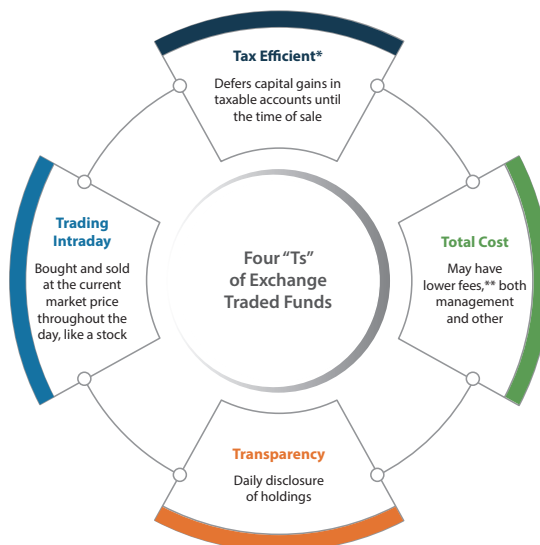 Tax Efficient*
Defers capital gains in
taxable accounts until
the time of sale
Trading
Intraday
Bought and sold
at the current
market price
throughout the
day, like a stock
Four “Ts”
of Exchange
Traded Funds
Total Cost
May have
lower fees,** both
management
and other
Transparency
Daily disclosure
of holdings